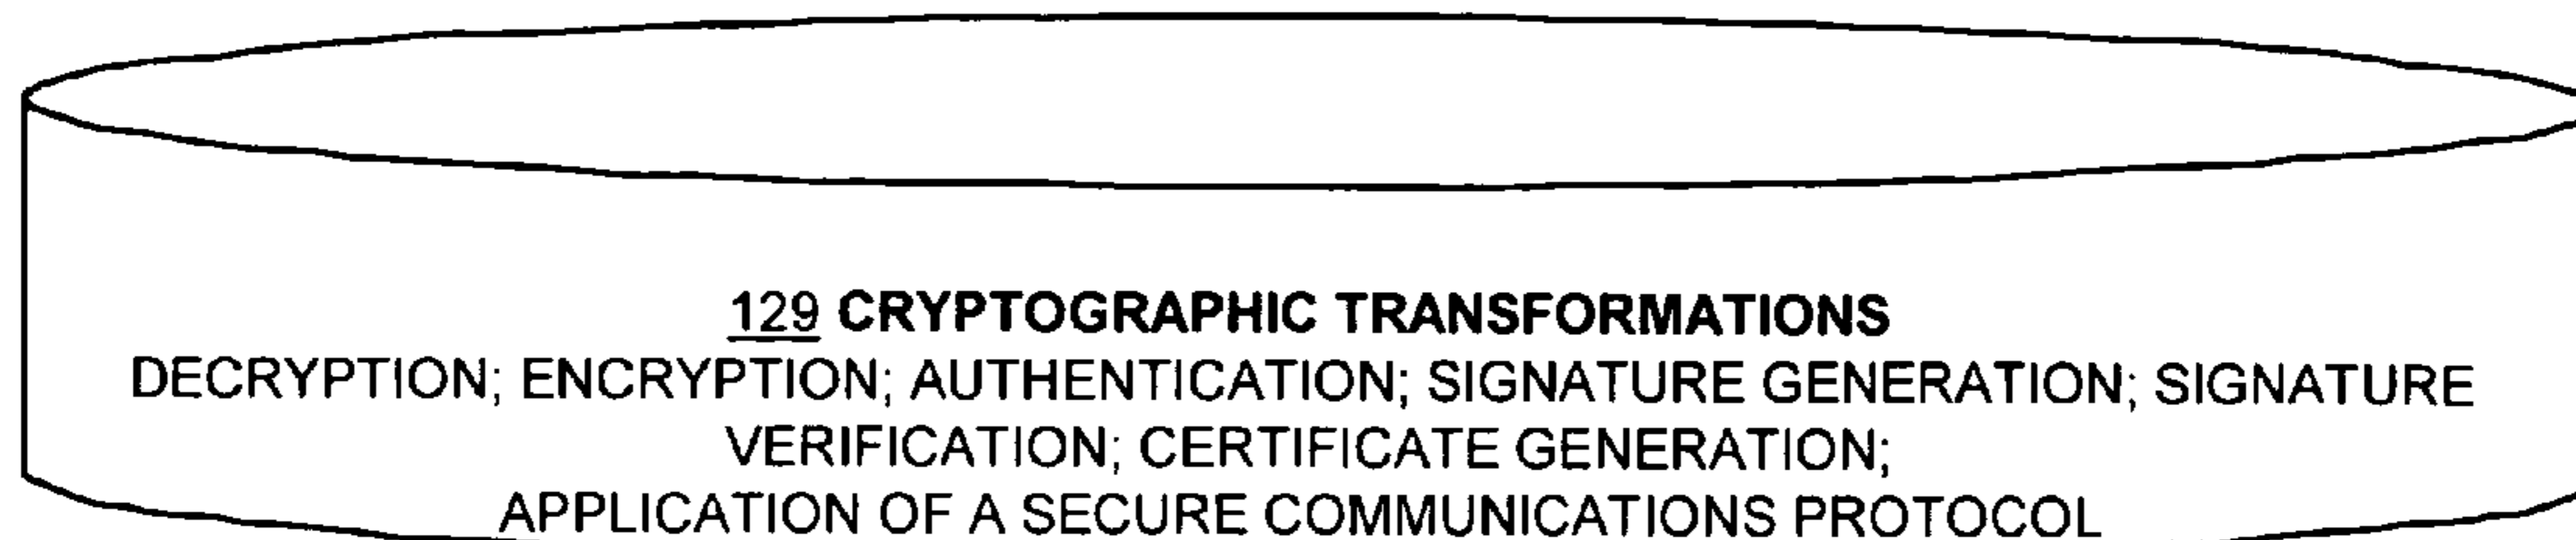 129 CRYPTOGRAPHIC TRANSFORMATIONS
DECRYPTION; ENCRYPTION; AUTHENTICATION; SIGNATURE GENERATION; SIGNATURE
VERIFICATION; CERTIFICATE GENERATION;
APPLICATION OF A SECURE COMMUNICATIONS PROTOCOL